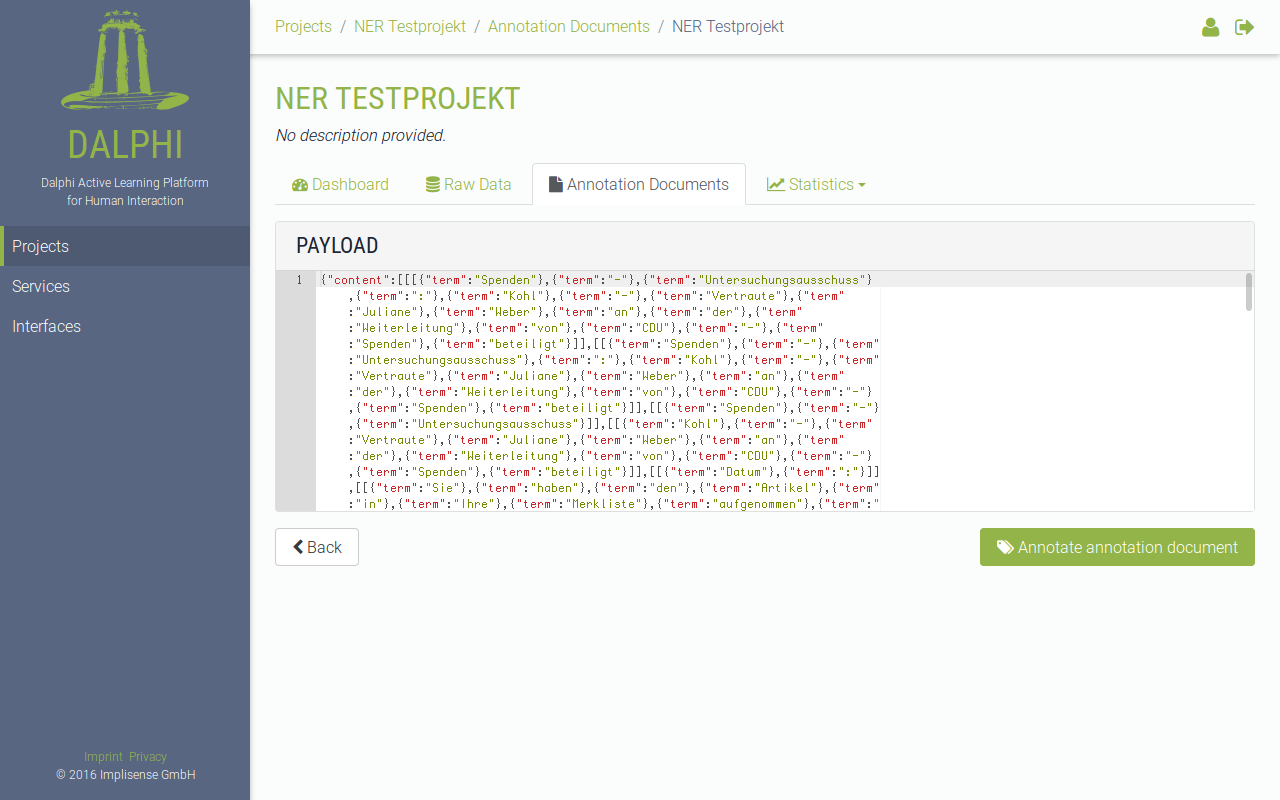 DALPHI
Dalphi Active Learning Platform
for Human Interaction
Projects
Services
Interfaces
Imprint Privacy
© 2016 Implisense GmbH
Projects / NER Testprojekt / Annotation Documents / NER Testprojekt
NER TESTPROJEKT
No description provided.
Dashboard Raw Data Annotation Documents Statistics
PAYLOAD
1 {"content":[[[{"term":"Spenden"},{"term":"-"},{"term":"Untersuchungsausschuss"}
,{"term":":"},{"term":"Kohl"},{"term":"-"},{"term":"Vertraute"},{"term"
:"Juliane"},{"term":"Weber"},{"term":"an"},{"term":"der"},{"term":
"Weiterleitung"},{"term":"von"},{"term":"CDU"},{"term":"-"},{"term":
"Spenden"},{"term":"beteiligt"}]],[[{"term":"Spenden"},{"term":"-"},{"term"
:"Untersuchungsausschuss"},{"term":":"},{"term":"Kohl"},{"term":"-"},{"term"
:"Vertraute"},{"term":"Juliane"},{"term":"Weber"},{"term":"an"},{"term"
:"der"},{"term":"Weiterleitung"},{"term":"von"},{"term":"CDU"},{"term":"-"}
,{"term":"Spenden"},{"term":"beteiligt"}]],[[{"term":"Spenden"},{"term":"-"}
,{"term":"Untersuchungsausschuss"}]],[[{"term":"Kohl"},{"term":"-"},{"term"
:"Vertraute"},{"term":"Juliane"},{"term":"Weber"},{"term":"an"},{"term"
:"der"},{"term":"Weiterleitung"},{"term":"von"},{"term":"CDU"},{"term":"-"}
,{"term":"Spenden"},{"term":"beteiligt"}]],[[{"term":"Datum"},{"term":":"}]]
,[[{"term":"Sie"},{"term":"haben"},{"term":"den"},{"term":"Artikel"},{"term"
:"in"},{"term":"Ihre"},{"term":"Merkliste"},{"term":"aufgenommen"},{"term":"
Back
Annotate annotation document